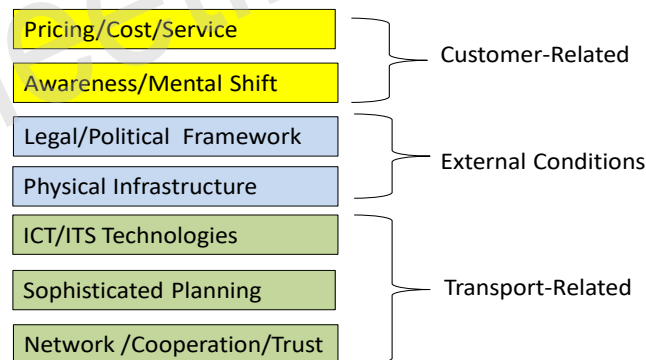 Pricing/Cost/Service
Customer-Related
Awareness/Mental Shift
Legal/Political Framework
External Conditions
Physical Infrastructure
ICT/ITS Technologies
Sophisticated Planning
Transport-Related
Network /Cooperation/Trust